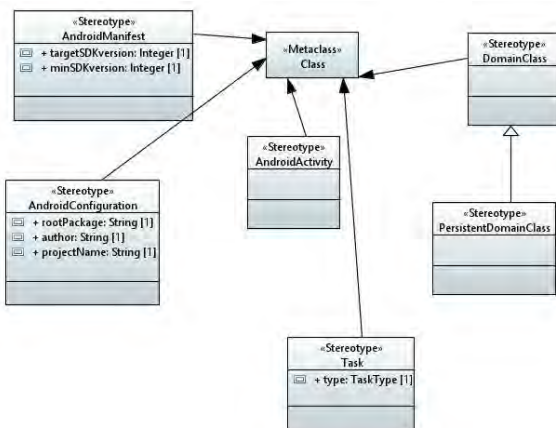 «Stereotype»
AndroidManifest
+ targetSDKversion: Integer [1]
+ minSDKversion: Integer [1]
«Metaclass»
Class
«Stereotype»
DomainClass
«Stereotype»
AndroidActivity
«Stereotype»
AndroidConfiguration
+ rootPackage: String [1]
+ author: String [1]
+ projectName: String [1]
«Stereotype»
PersistentDomainClass
«Stereotype»
Task
+ type: TaskType [1]